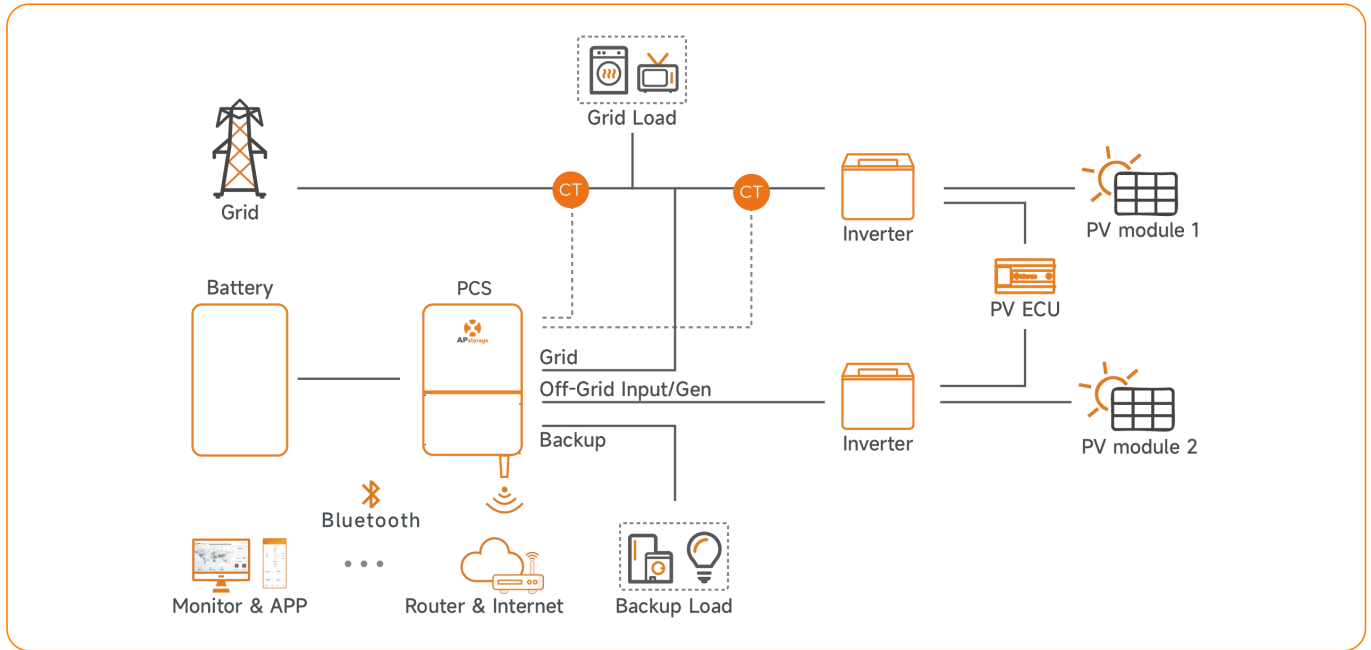 Grid Load
CT
CT
Grid
Inverter
PV module 1
Battery
PCS
APstorage
PV ECU
Grid
Off-Grid Input/Gen
Backup
Inverter
PV module 2
Bluetooth
Monitor & APP
Router & Internet
Backup Load